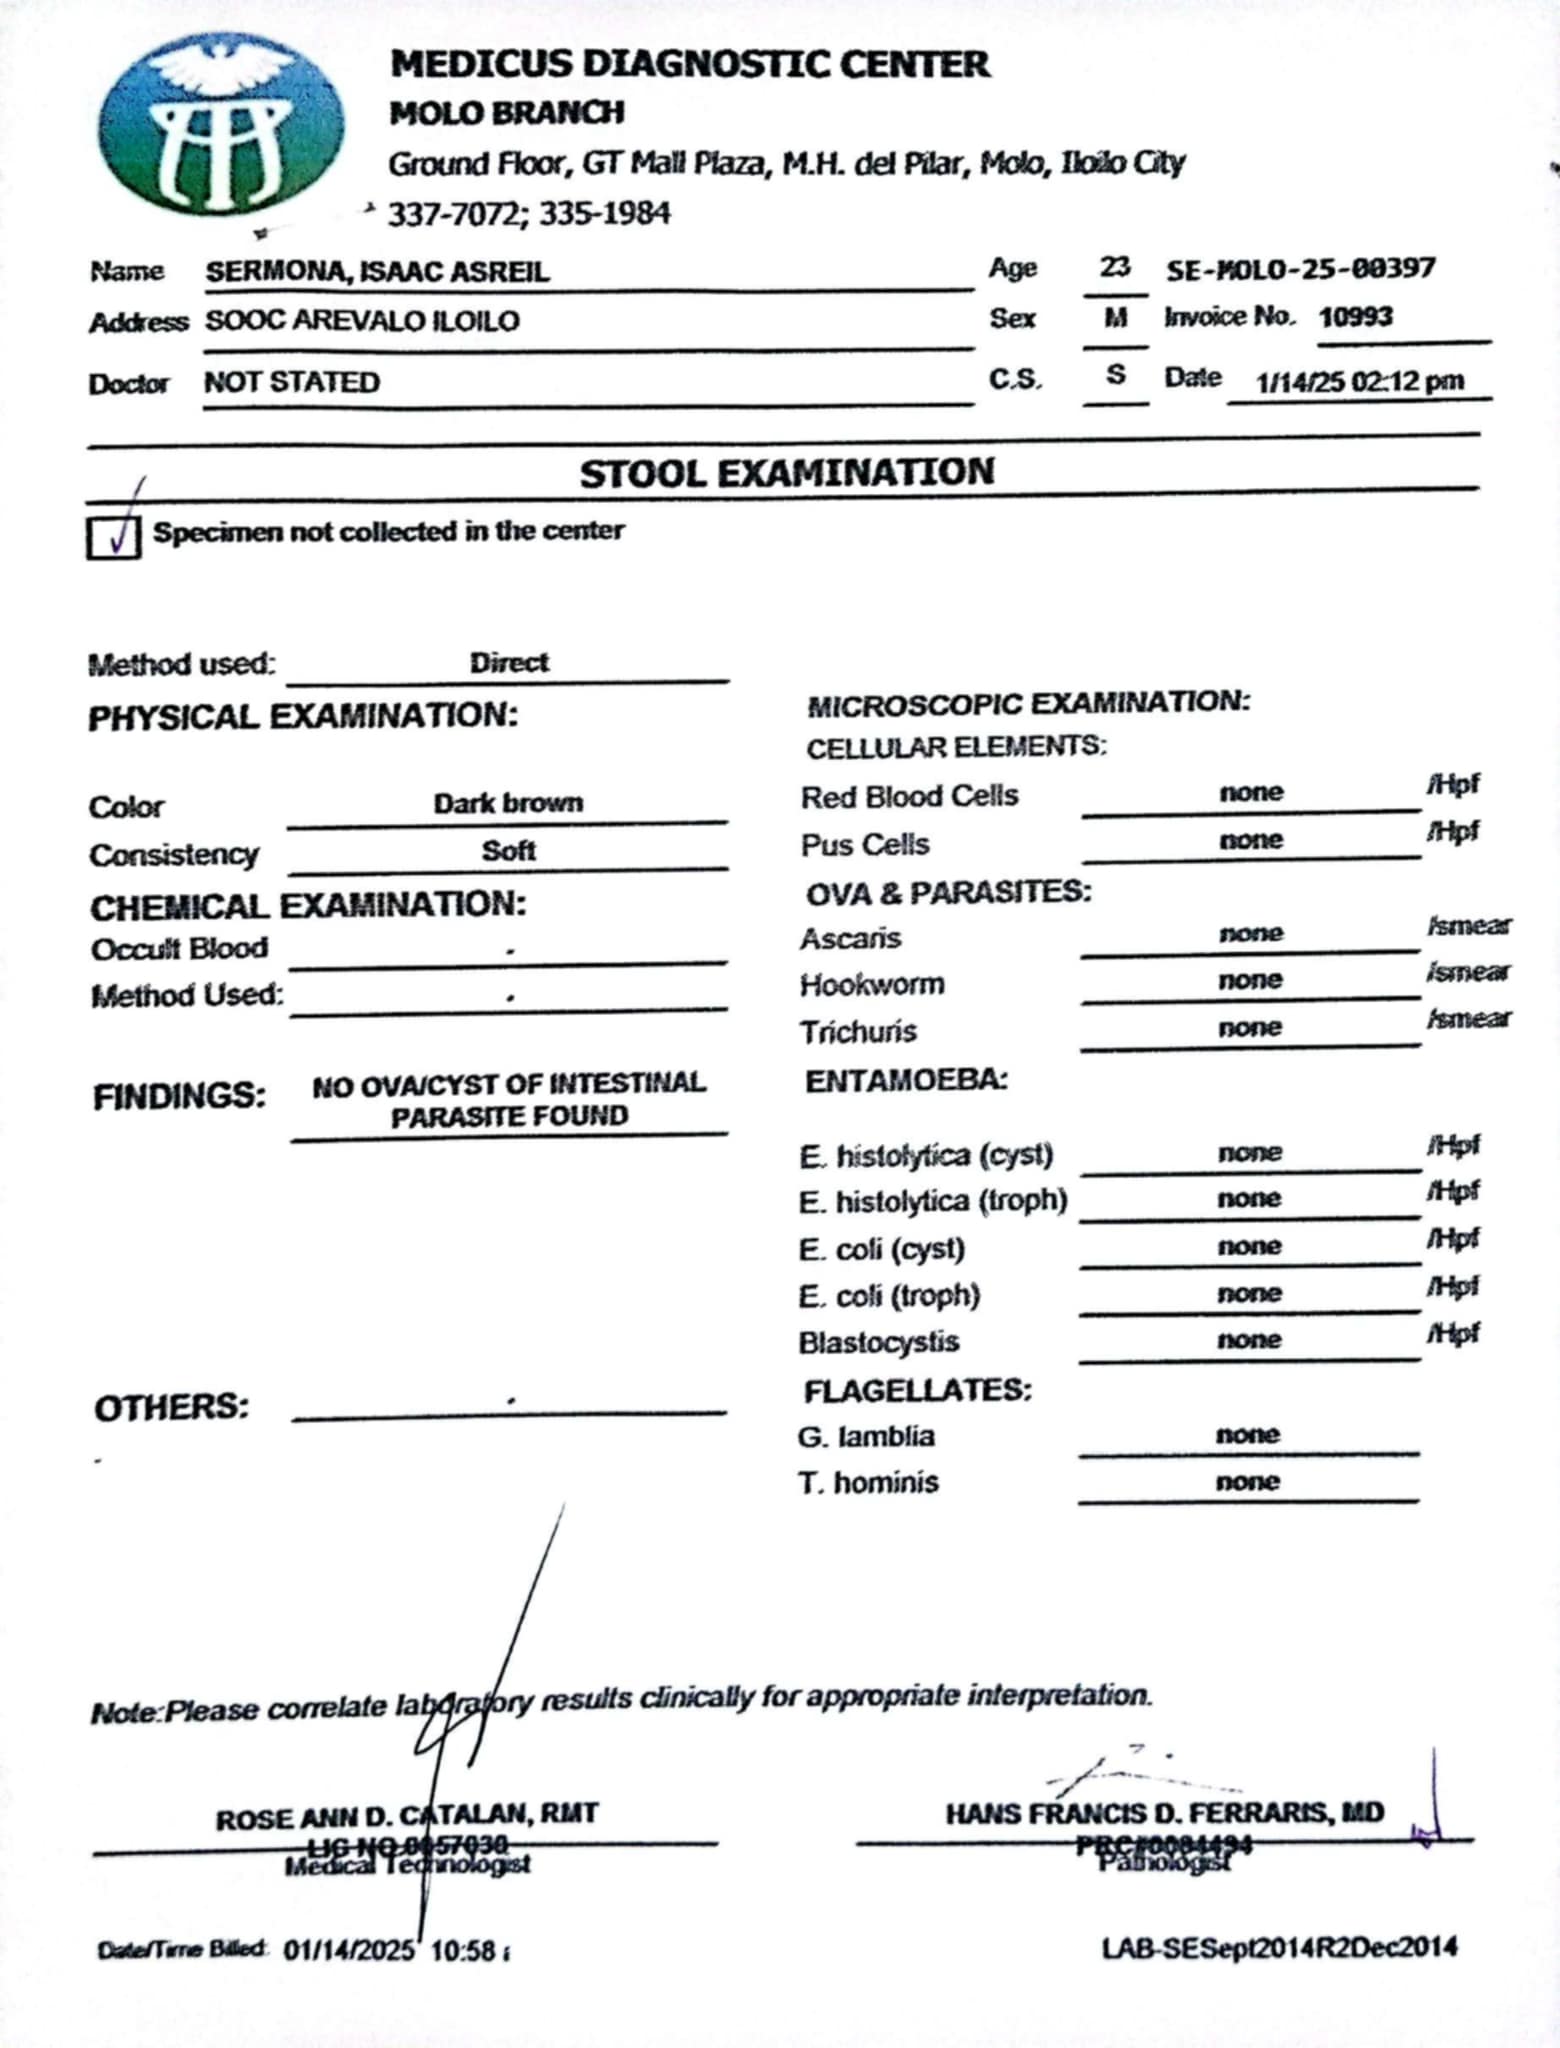 MEDICUS DIAGNOSTIC CENTER
MOLO BRANCH
Ground Floor, GT Mall Plaza, M.H. del Pilar, Molo, Iloilo City
337-7072; 335-1984
Name SERMONA, ISAAC ASREIL Age 23 SE-MOLO-25-00397
Address SOOC AREVALO ILOILO Sex M Invoice No. 10993
Doctor NOT STATED C.S. S Date 1/14/25 02:12 pm
STOOL EXAMINATION
Specimen not collected in the center
Method used: Direct
PHYSICAL EXAMINATION:
Color Dark brown
Consistency Soft
CHEMICAL EXAMINATION:
Occult Blood .
Method Used: .
FINDINGS: NO OVA/CYST OF INTESTINAL
PARASITE FOUND
OTHERS: .
MICROSCOPIC EXAMINATION:
CELLULAR ELEMENTS:
Red Blood Cells none /Hpf
Pus Cells none /Hpf
OVA & PARASITES:
Ascaris none /smear
Hookworm none /smear
Trichuris none /smear
ENTAMOEBA:
E. histolytica (cyst) none /Hpf
E. histolytica (troph) none /Hpf
E. coli (cyst) none /Hpf
E. coli (troph) none /Hpf
Blastocystis none /Hpf
FLAGELLATES:
G. lamblia none
T. hominis none
Note:Please correlate laboratory results clinically for appropriate interpretation.
ROSE ANN D. CATALAN, RMT
LIC NO.0057030
Medical Technologist
HANS FRANCIS D. FERRARIS, MD
PRC#0084494
Pathologist
Date/Time Billed: 01/14/2025 10:58
LAB-SESept2014R2Dec2014